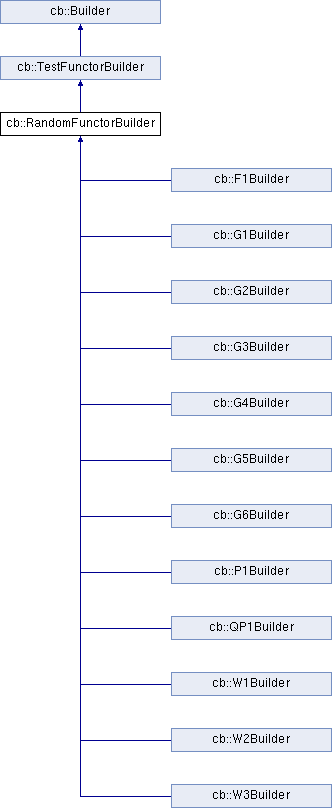 cb::Builder
cb::TestFunctorBuilder
cb::RandomFunctorBuilder
cb::F1Builder
cb::G1Builder
cb::G2Builder
cb::G3Builder
cb::G4Builder
cb::G5Builder
cb::G6Builder
cb::P1Builder
cb::QP1Builder
cb::W1Builder
cb::W2Builder
cb::W3Builder